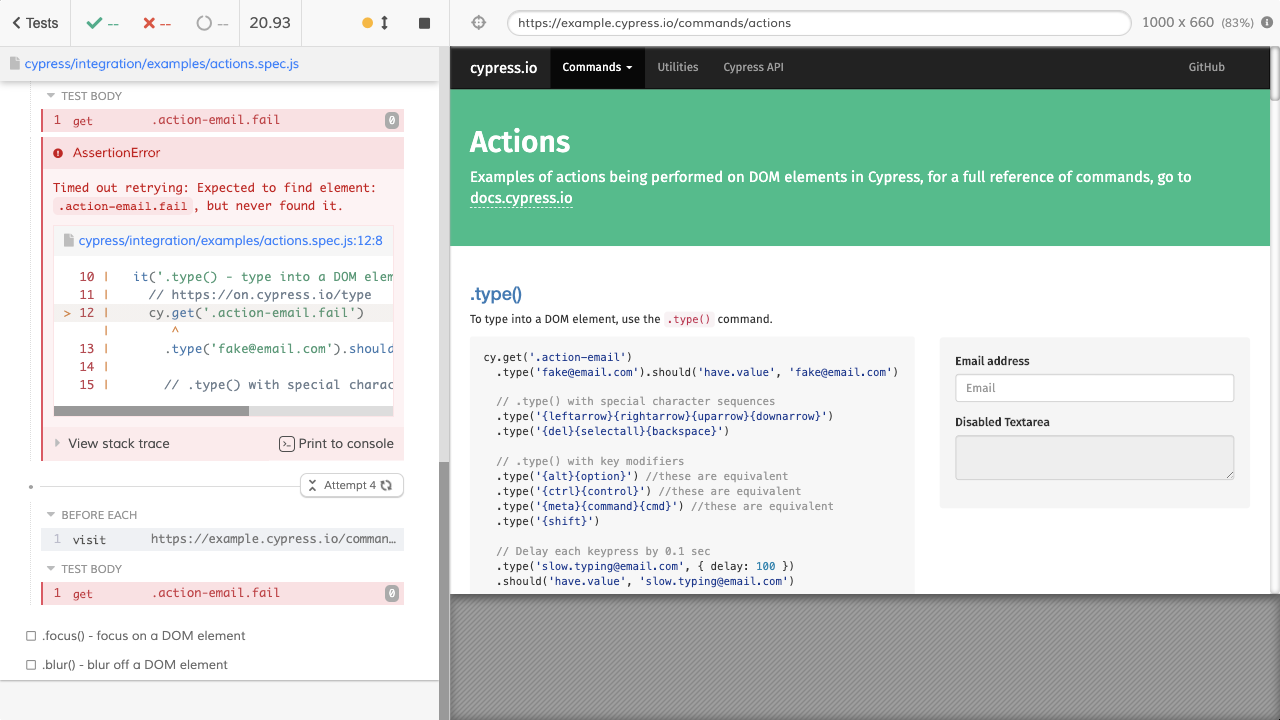 Tests
--
--
--
20.93
https://example.cypress.io/commands/actions
1000 x 660 (83%)
cypress/integration/examples/actions.spec.js
TEST BODY
1 get .action-email.fail 0
AssertionError
Timed out retrying: Expected to find element:
.action-email.fail, but never found it.
cypress/integration/examples/actions.spec.js:12:8
10 | it('.type() - type into a DOM elem
11 | // https://on.cypress.io/type
> 12 | cy.get('.action-email.fail')
| ^
13 | .type('fake@email.com').should
14 |
15 | // .type() with special charac
View stack trace
Print to console
Attempt 4
BEFORE EACH
1 visit https://example.cypress.io/comman…
TEST BODY
1 get .action-email.fail 0
.focus() - focus on a DOM element
.blur() - blur off a DOM element
cypress.io Commands Utilities Cypress API GitHub
Actions
Examples of actions being performed on DOM elements in Cypress, for a full reference of commands, go to
docs.cypress.io
.type()
To type into a DOM element, use the .type() command.
cy.get('.action-email')
.type('fake@email.com').should('have.value', 'fake@email.com')
// .type() with special character sequences
.type('{leftarrow}{rightarrow}{uparrow}{downarrow}')
.type('{del}{selectall}{backspace}')
// .type() with key modifiers
.type('{alt}{option}') //these are equivalent
.type('{ctrl}{control}') //these are equivalent
.type('{meta}{command}{cmd}') //these are equivalent
.type('{shift}')
// Delay each keypress by 0.1 sec
.type('slow.typing@email.com', { delay: 100 })
.should('have.value', 'slow.typing@email.com')
Email address
Email
Disabled Textarea